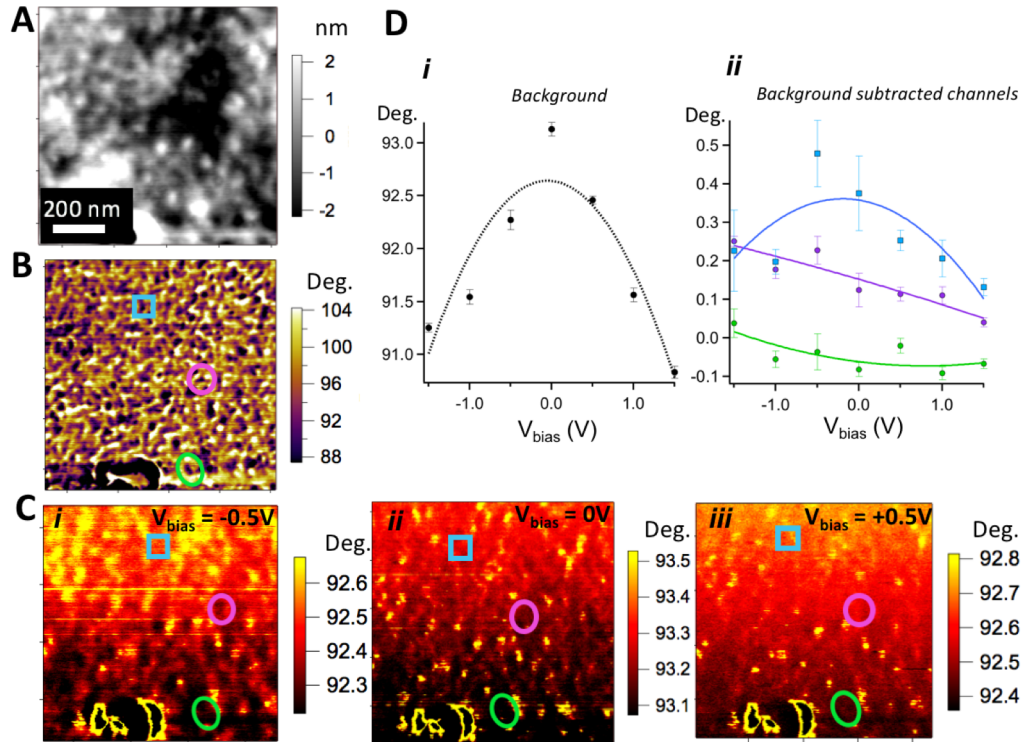 A
nm
2
1
0
-1
-2
200 nm
B
Deg.
104
100
96
92
88
C
i
V_bias = -0.5V
Deg.
92.6
92.5
92.4
92.3
ii
V_bias = 0V
Deg.
93.5
93.4
93.3
93.2
93.1
iii
V_bias = +0.5V
Deg.
92.8
92.7
92.6
92.5
92.4
D
i
Background
Deg.
93.0
92.5
92.0
91.5
91.0
-1.0
0.0
1.0
V_bias (V)
ii
Background subtracted channels
Deg.
0.5
0.4
0.3
0.2
0.1
0.0
-0.1
-1.0
0.0
1.0
V_bias (V)